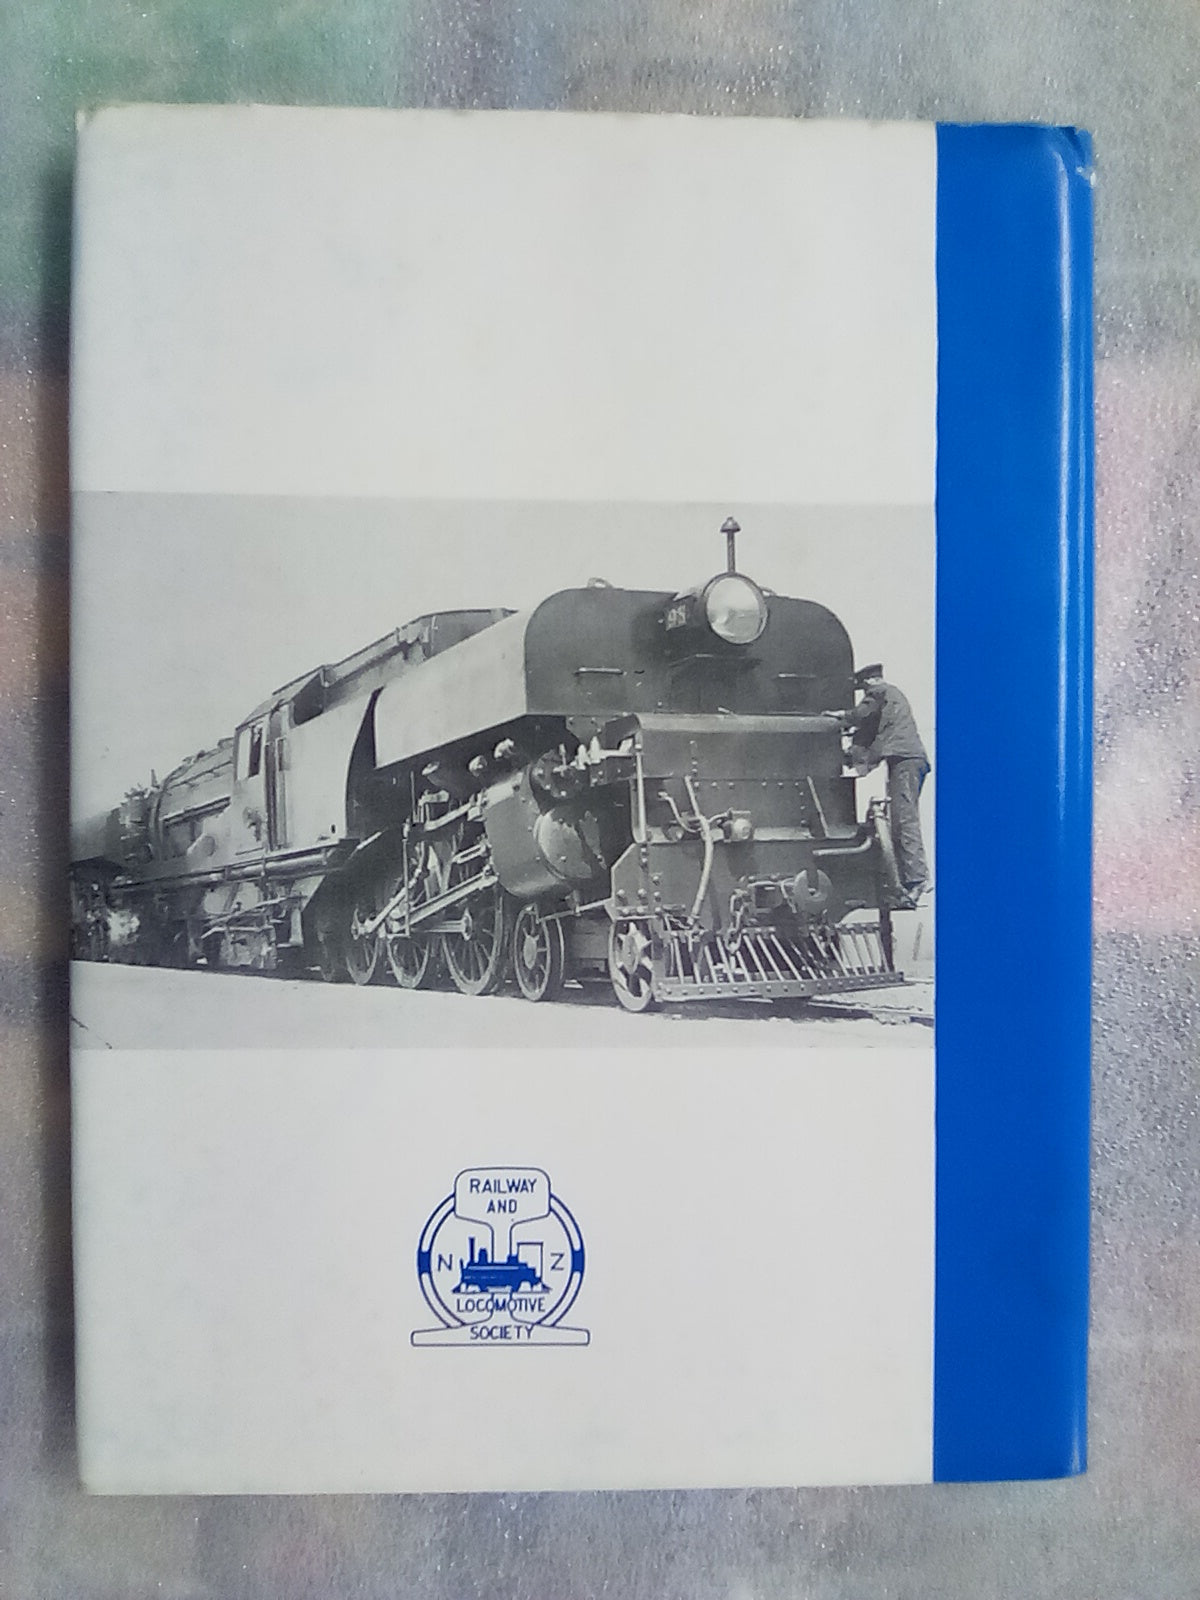 RAILWAY
AND
N Z
LOCOMOTIVE
SOCIETY